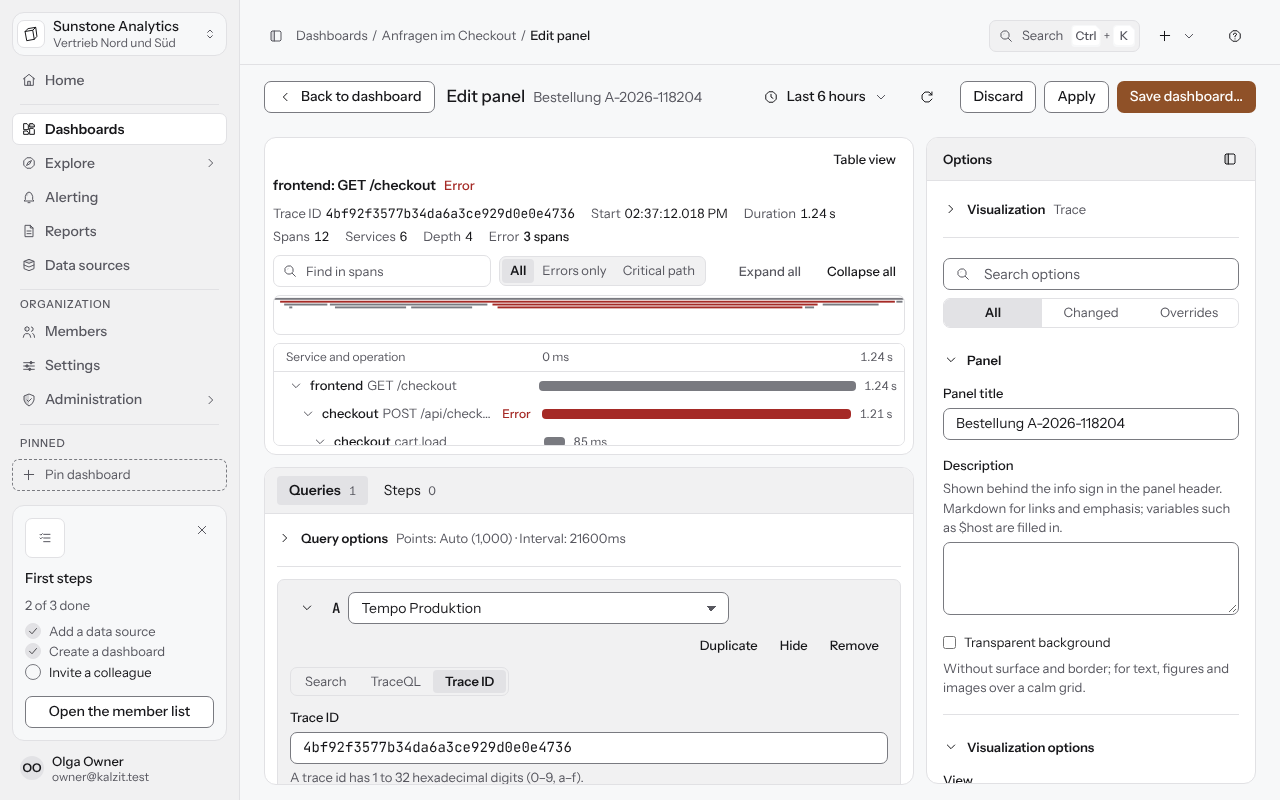 Sunstone Analytics
Vertrieb Nord und Süd
Home
Dashboards
Explore
Alerting
Reports
Data sources
ORGANIZATION
Members
Settings
Administration
PINNED
Pin dashboard
First steps
2 of 3 done
Add a data source
Create a dashboard
Invite a colleague
Open the member list
OO
Olga Owner
owner@kalzit.test
Dashboards / Anfragen im Checkout / Edit panel
Search Ctrl + K
Back to dashboard
Edit panel Bestellung A-2026-118204
Last 6 hours
Discard
Apply
Save dashboard...
Table view
frontend: GET /checkout Error
Trace ID 4bf92f3577b34da6a3ce929d0e0e4736 Start 02:37:12.018 PM Duration 1.24 s
Spans 12 Services 6 Depth 4 Error 3 spans
Find in spans
All Errors only Critical path
Expand all
Collapse all
Service and operation 0 ms 1.24 s
frontend GET /checkout 1.24 s
checkout POST /api/check... Error 1.21 s
checkout cart load 85 ms
Queries 1
Steps 0
Query options Points: Auto (1,000) · Interval: 21600ms
A Tempo Produktion
Duplicate Hide Remove
Search TraceQL Trace ID
Trace ID
4bf92f3577b34da6a3ce929d0e0e4736
A trace id has 1 to 32 hexadecimal digits (0–9, a–f).
Options
Visualization Trace
Search options
All Changed Overrides
Panel
Panel title
Bestellung A-2026-118204
Description
Shown behind the info sign in the panel header.
Markdown for links and emphasis; variables such
as $host are filled in.
Transparent background
Without surface and border; for text, figures and
images over a calm grid.
Visualization options
View